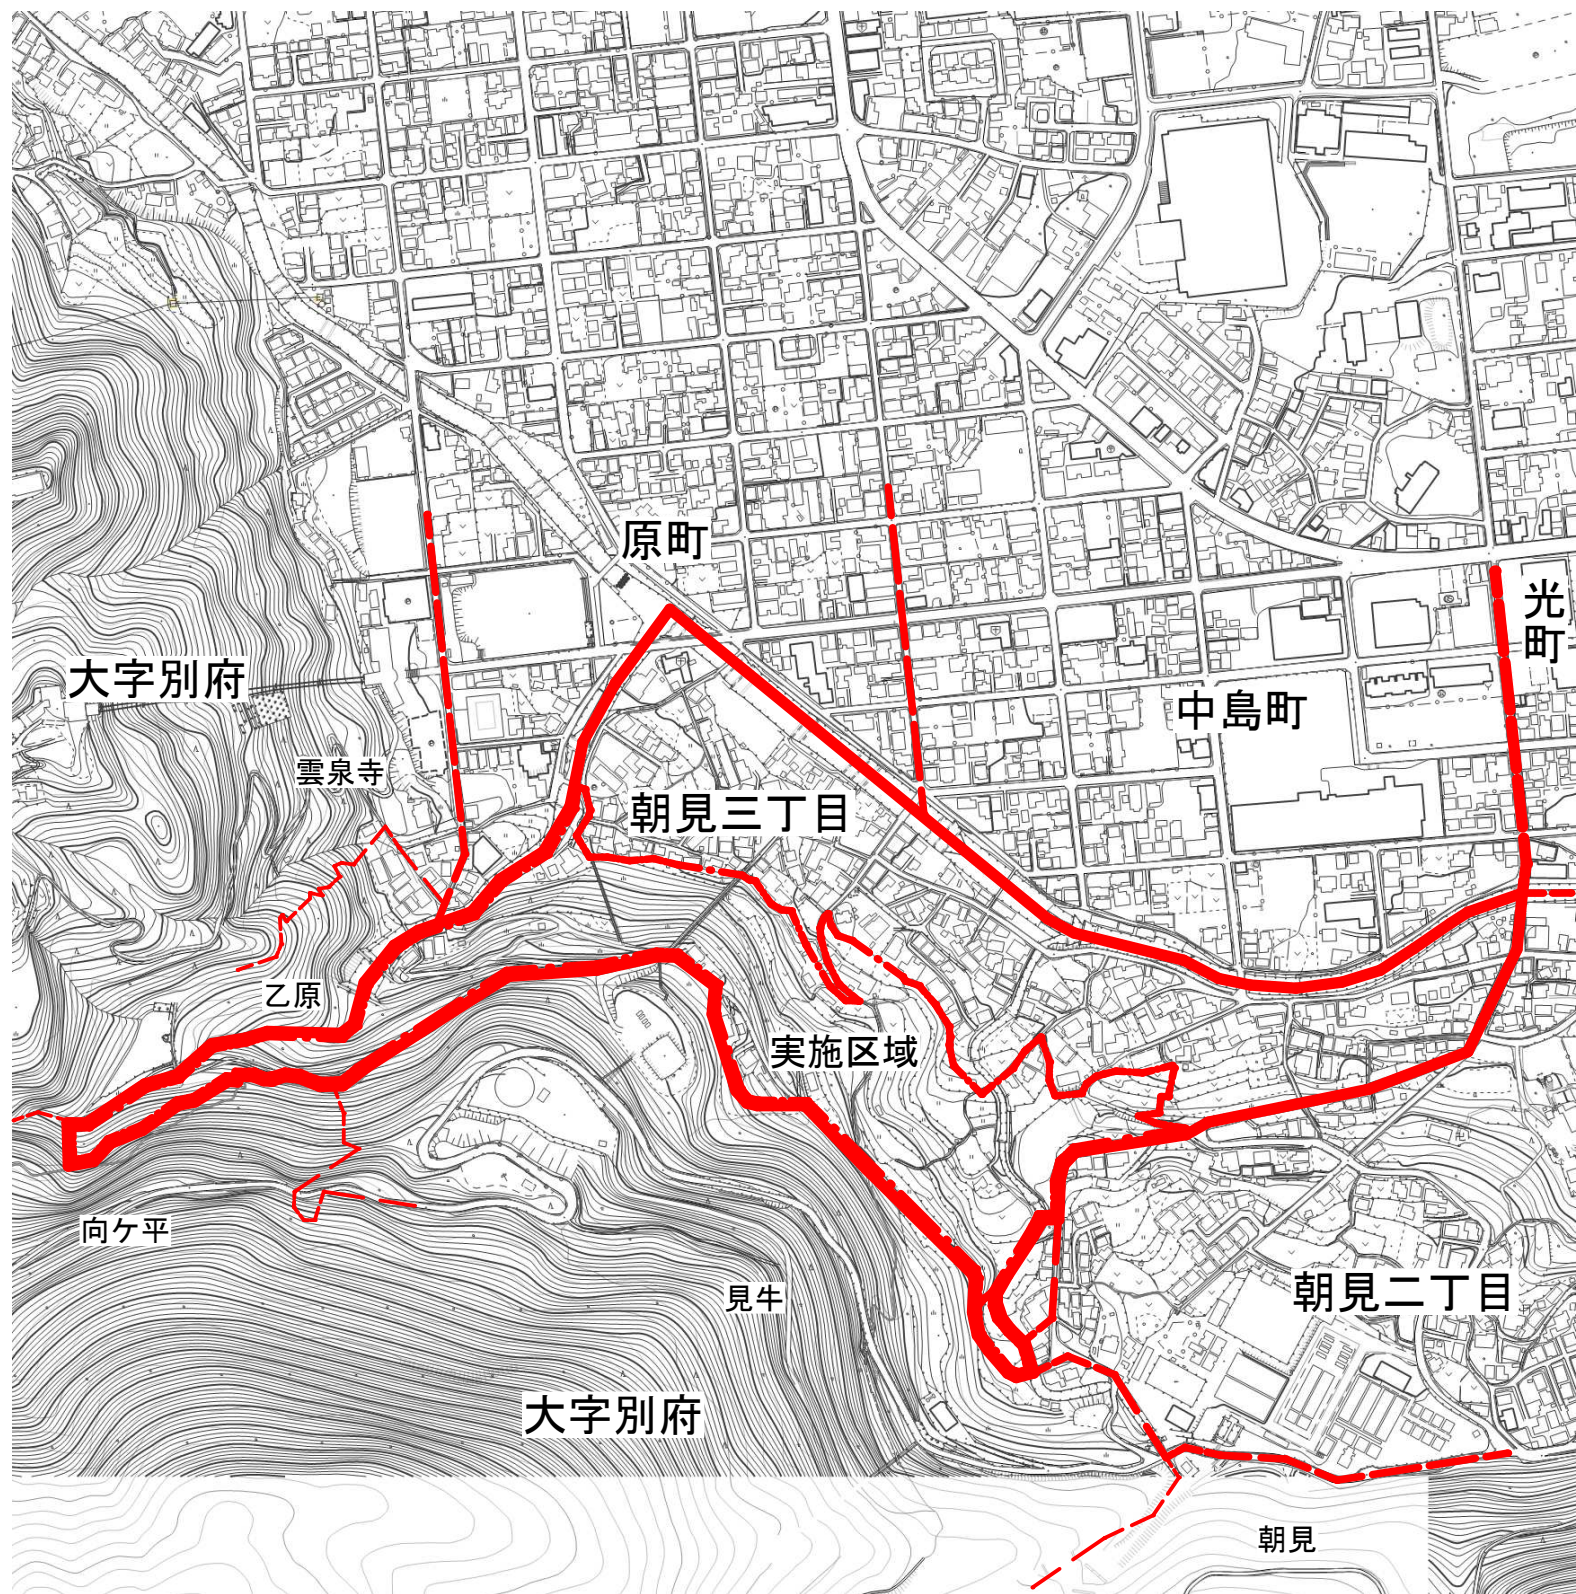 原町
光町
大字別府
中島町
雲泉寺
朝見三丁目
乙原
実施区域
向ケ平
見牛
朝見二丁目
大字別府
朝見